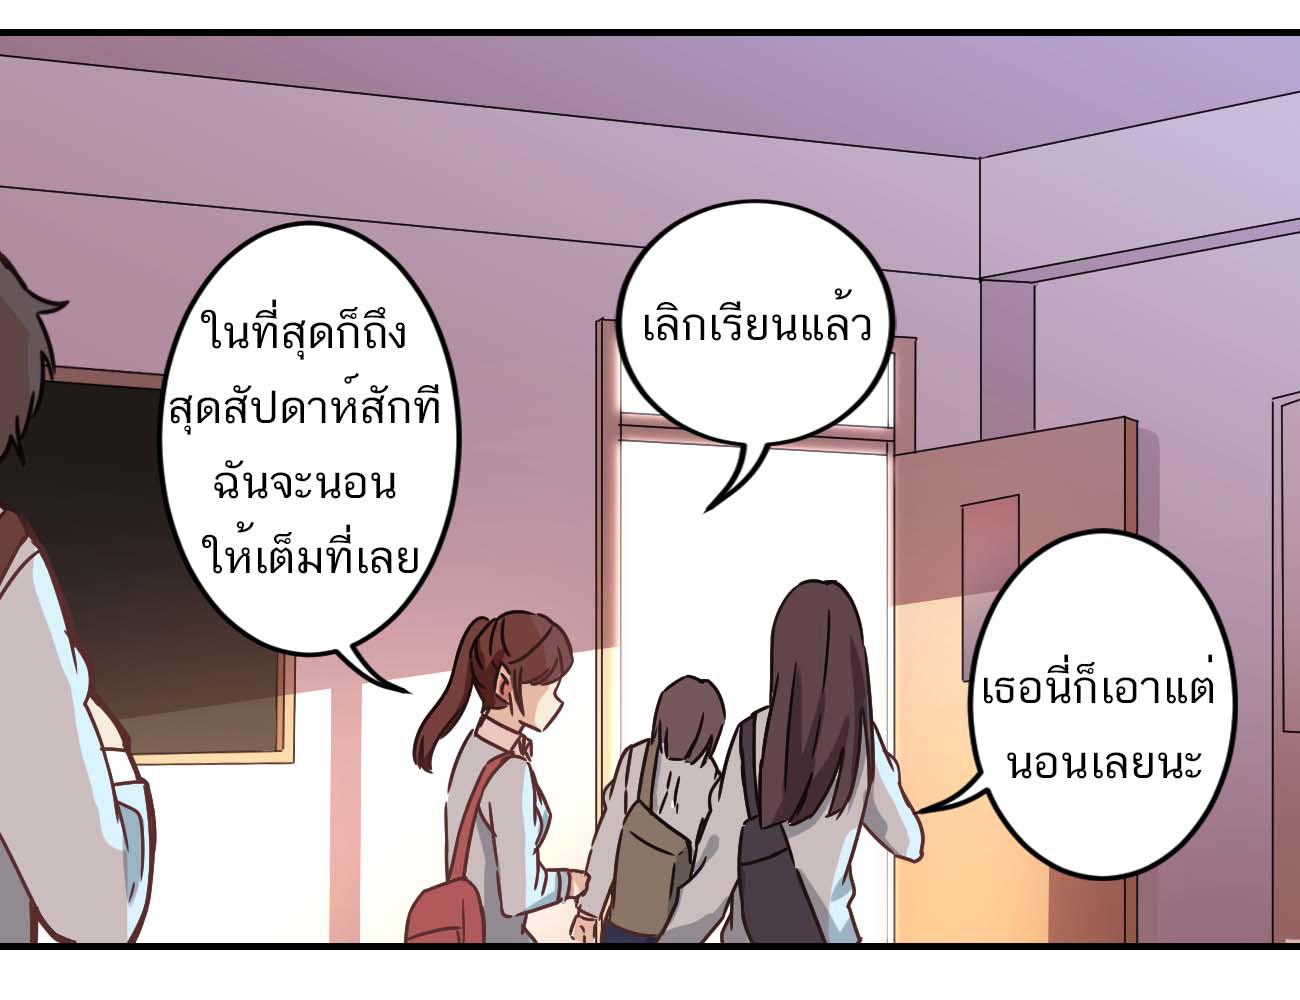 ในที่สุดก็ถึง
สุดสัปดาห์สักที
ฉันจะนอน
ให้เต็มที่เลย
เลิกเรียนแล้ว
เธอนี่ก็เอาแต่
นอนเลยนะ